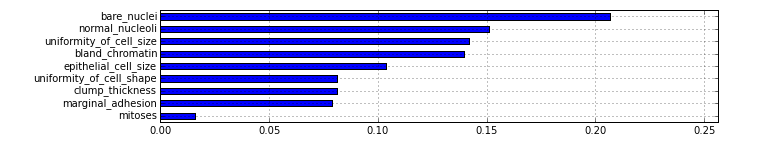 bare_nuclei
normal_nucleoli
uniformity_of_cell_size
bland_chromatin
epithelial_cell_size
uniformity_of_cell_shape
clump_thickness
marginal_adhesion
mitoses
0.00 0.05 0.10 0.15 0.20 0.25